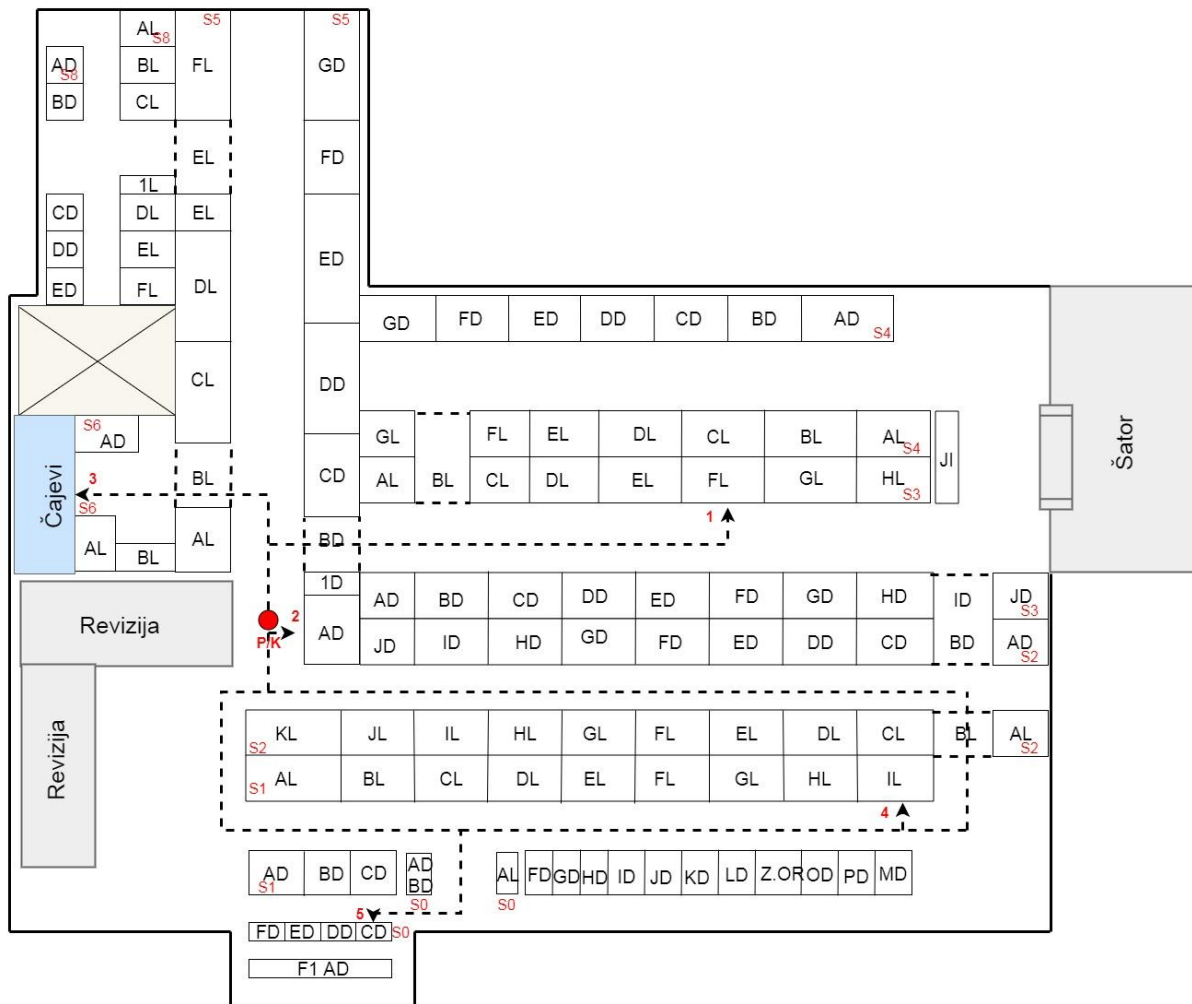 AL
S8
S5
S5
AD
S8
BL
FL
GD
BD
CL
EL
FD
1L
CD
DL
EL
DD
EL
ED
ED
FL
DL
GD
FD
ED
DD
CD
BD
AD
S4
CL
DD
S6
AD
GL
FL
EL
DL
CL
BL
AL
S4
JI
Šator
Čajevi
3
BL
CD
AL
BL
CL
DL
EL
FL
GL
HL
S3
S6
1
AL
BL
AL
BD
1D
AD
BD
CD
DD
ED
FD
GD
HD
ID
JD
S3
Revizija
P/K
2
AD
JD
ID
HD
GD
FD
ED
DD
CD
BD
AD
S2
Revizija
KL
S2
JL
IL
HL
GL
FL
EL
DL
CL
BL
AL
S2
S1
AL
BL
CL
DL
EL
FL
GL
HL
IL
4
AD
S1
BD
CD
AD
BD
S0
AL
S0
FD
GD
HD
ID
JD
KD
LD
Z.OR
OD
PD
MD
5
FD
ED
DD
CD
S0
F1 AD